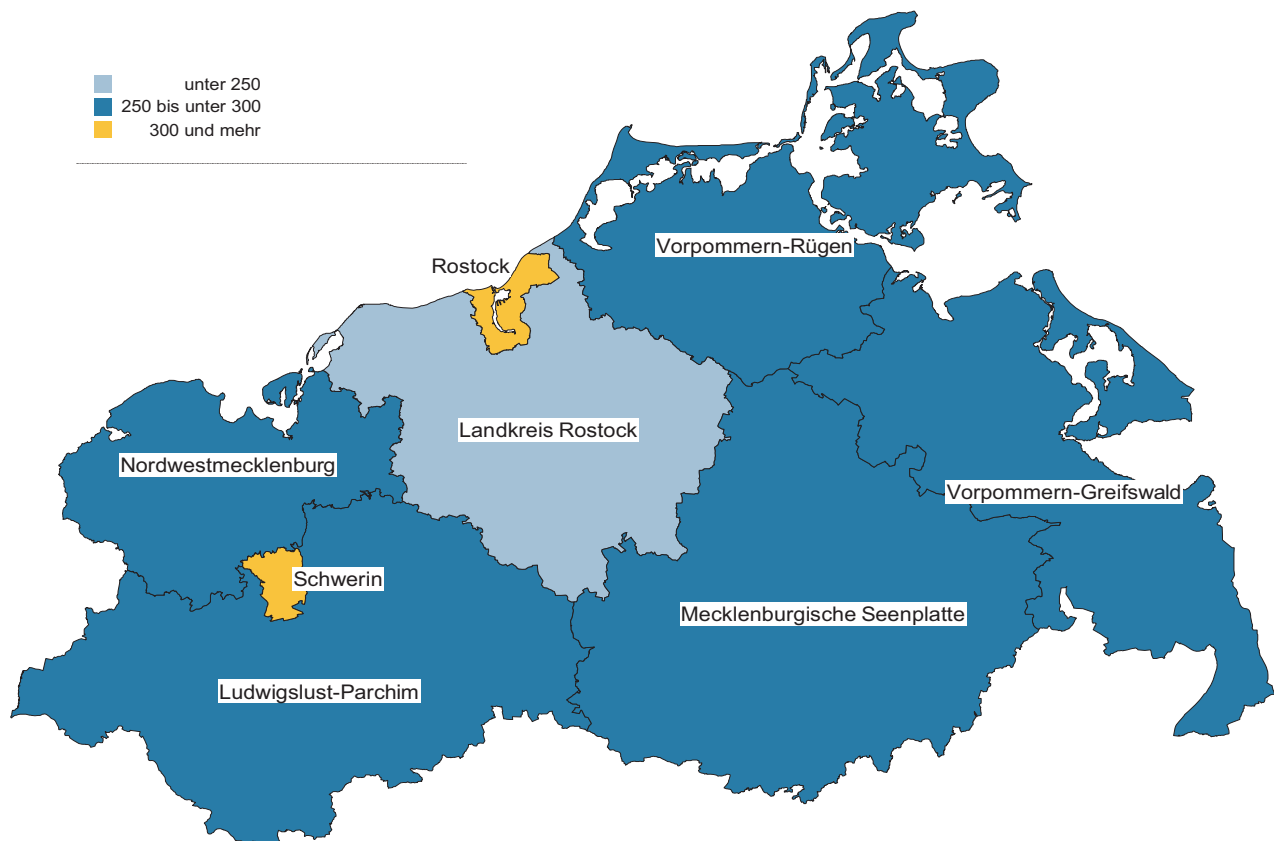 unter 250
250 bis unter 300
300 und mehr
Vorpommern-Rügen
Rostock
Landkreis Rostock
Nordwestmecklenburg
Vorpommern-Greifswald
Schwerin
Mecklenburgische Seenplatte
Ludwigslust-Parchim